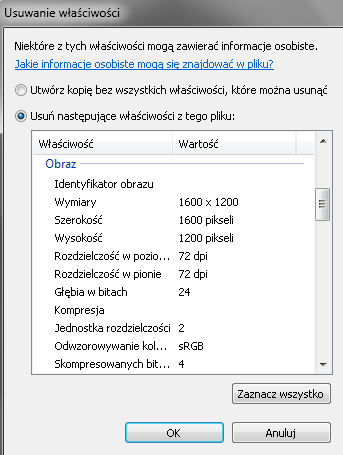 Usuwanie właściwości
Niektóre z tych właściwości mogą zawierać informacje osobiste.
Jakie informacje osobiste mogą się znajdować w pliku?
Utwórz kopię bez wszystkich właściwości, które można usunąć
Usuń następujące właściwości z tego pliku:
Właściwość Wartość
Obraz
Identyfikator obrazu
Wymiary 1600 x 1200
Szerokość 1600 pikseli
Wysokość 1200 pikseli
Rozdzielczość w pozio... 72 dpi
Rozdzielczość w pionie 72 dpi
Głębia w bitach 24
Kompresja
Jednostka rozdzielczości 2
Odwzorowywanie kol... sRGB
Skompresowanych bit... 4
Zaznacz wszystko
OK Anuluj